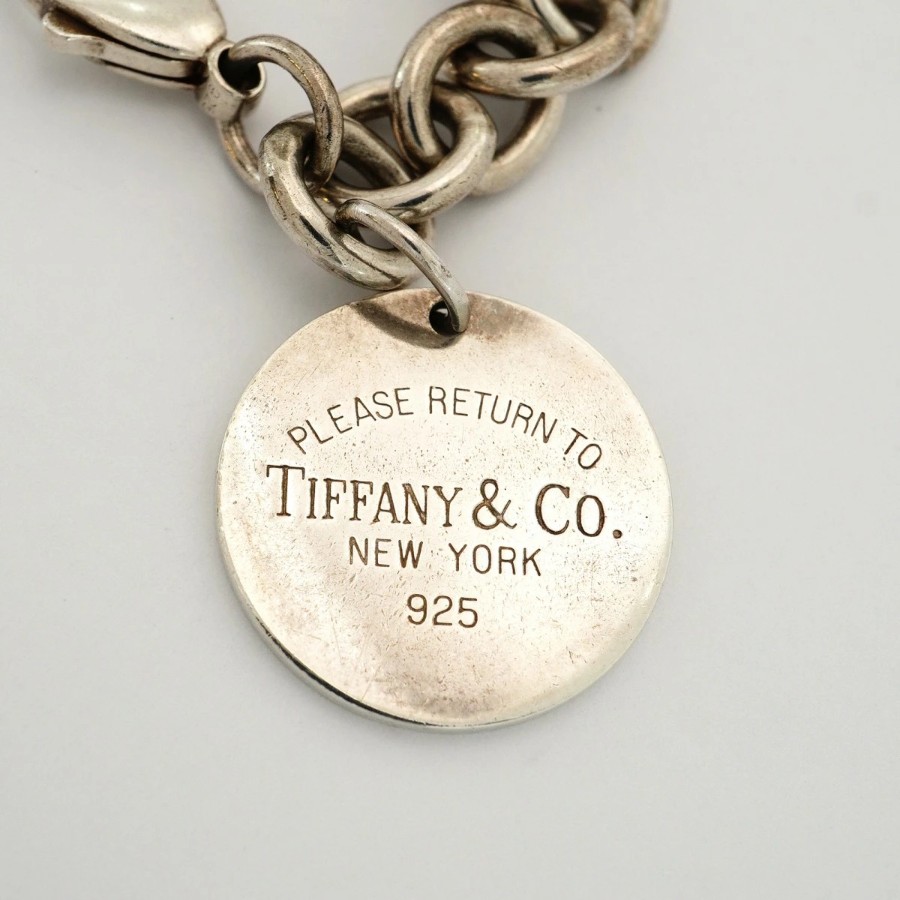 PLEASE RETURN TO
TIFFANY & CO.
NEW YORK
925